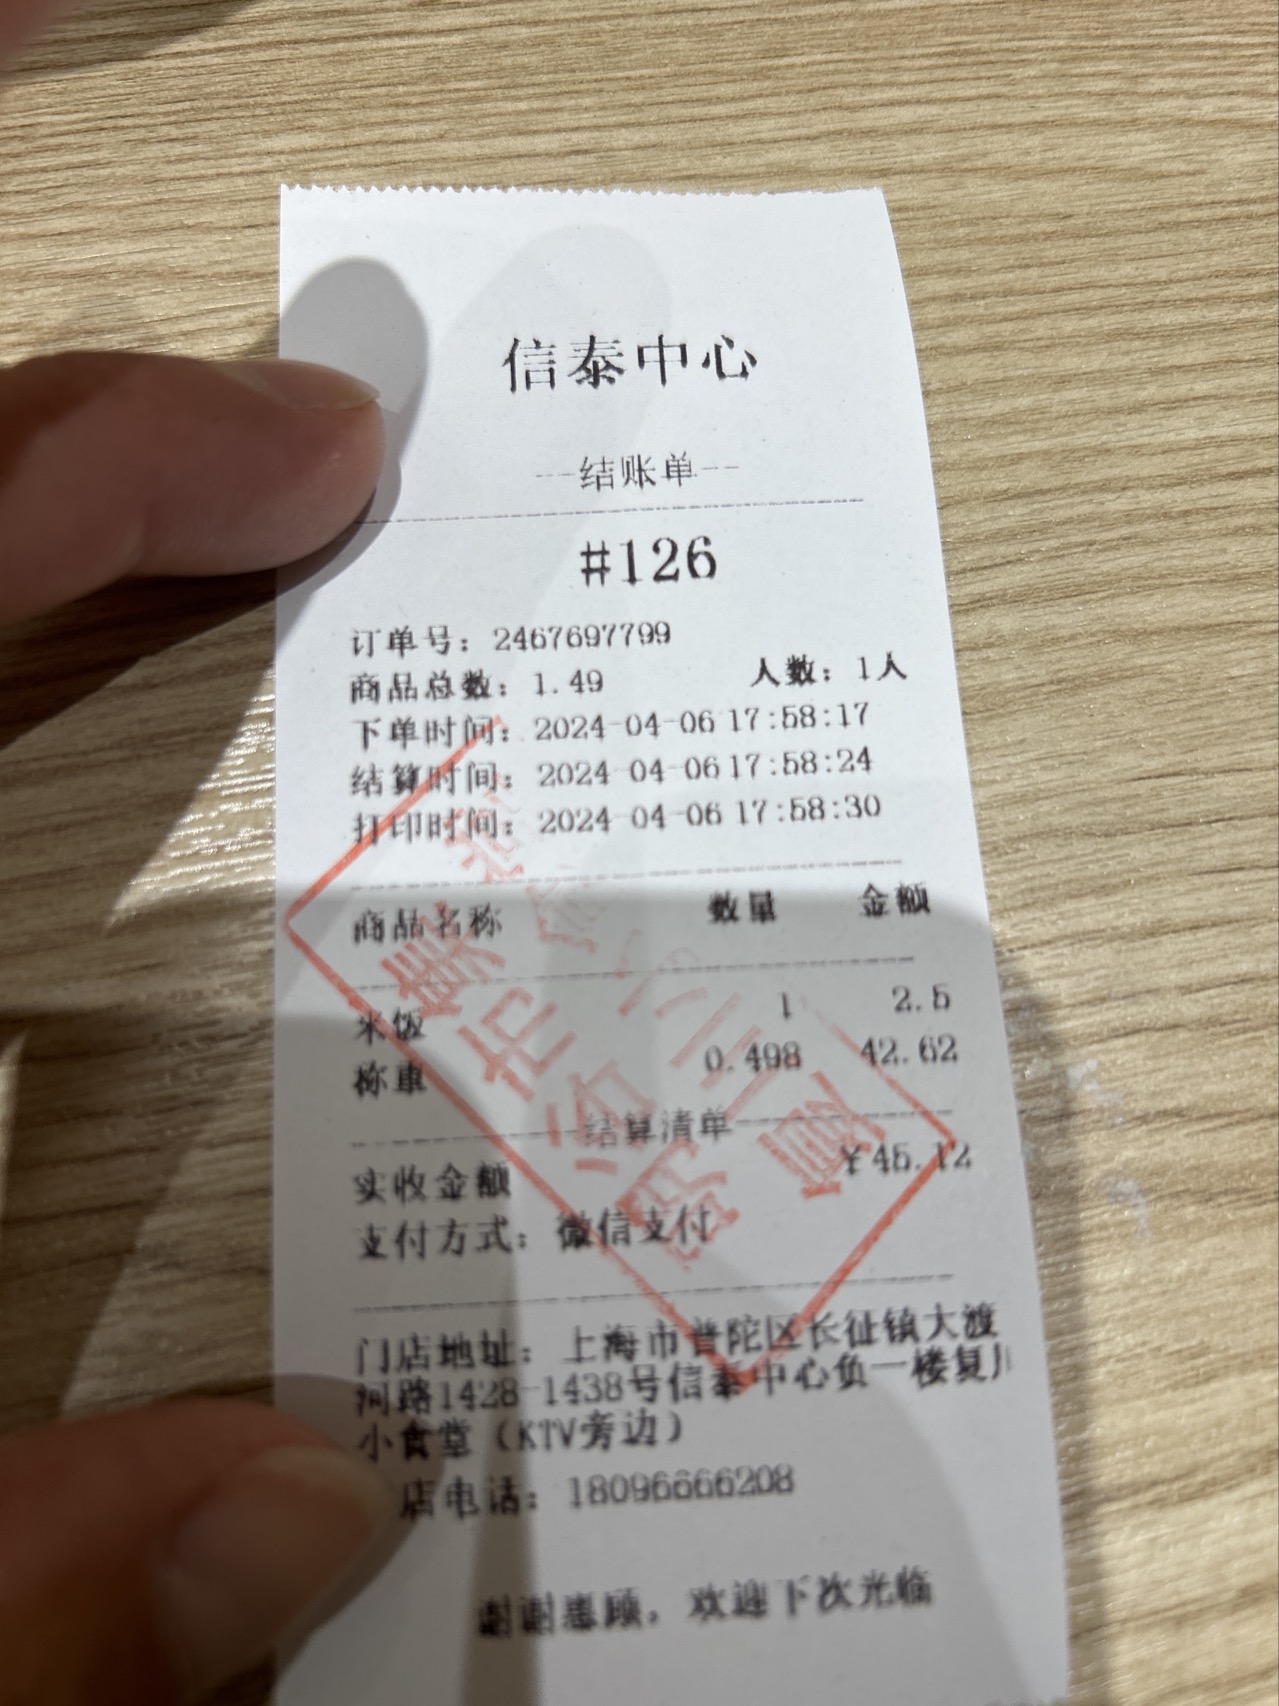 信泰中心
---结账单---
#126
订单号：2467697799
商品总数：1.49 人数：1人
下单时间：2024-04-06 17:58:17
结算时间：2024-04-06 17:58:24
打印时间：2024-04-06 17:58:30
商品名称 数量 金额
米饭 1 2.5
称重 0.498 42.62
结算清单
实收金额 ¥45.12
支付方式：微信支付
门店地址：上海市普陀区长征镇大渡
河路1428-1438号信泰中心负一楼复
小食堂（KTV旁边）
店电话：18096666208
谢谢惠顾，欢迎下次光临